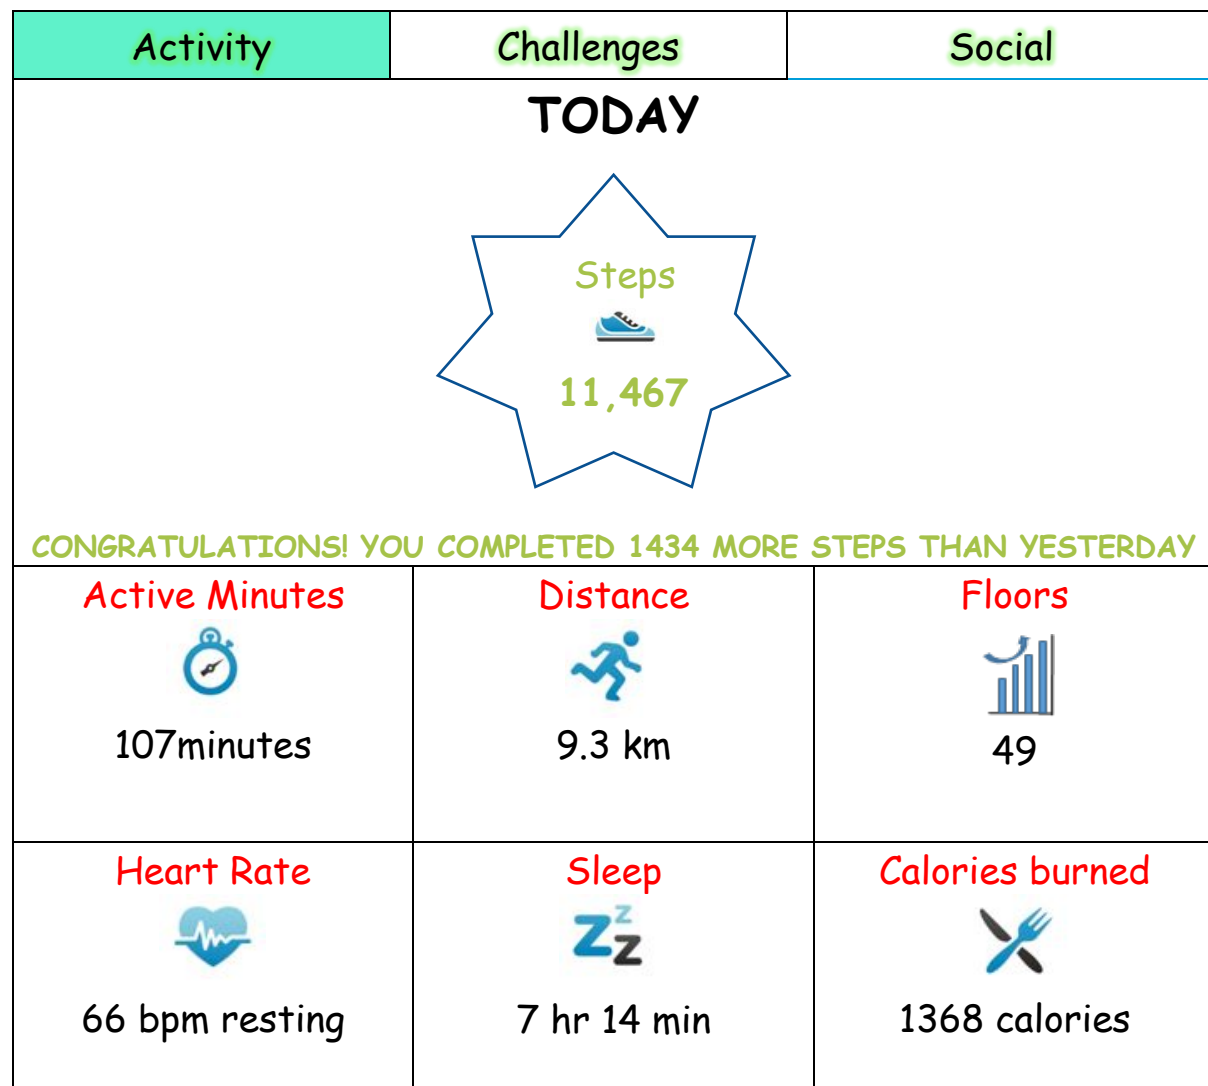 Activity Challenges Social
TODAY
Steps
11,467
CONGRATULATIONS! YOU COMPLETED 1434 MORE STEPS THAN YESTERDAY
Active Minutes Distance Floors
107minutes 9.3 km 49
Heart Rate Sleep Calories burned
zzz
66 bpm resting 7 hr 14 min 1368 calories